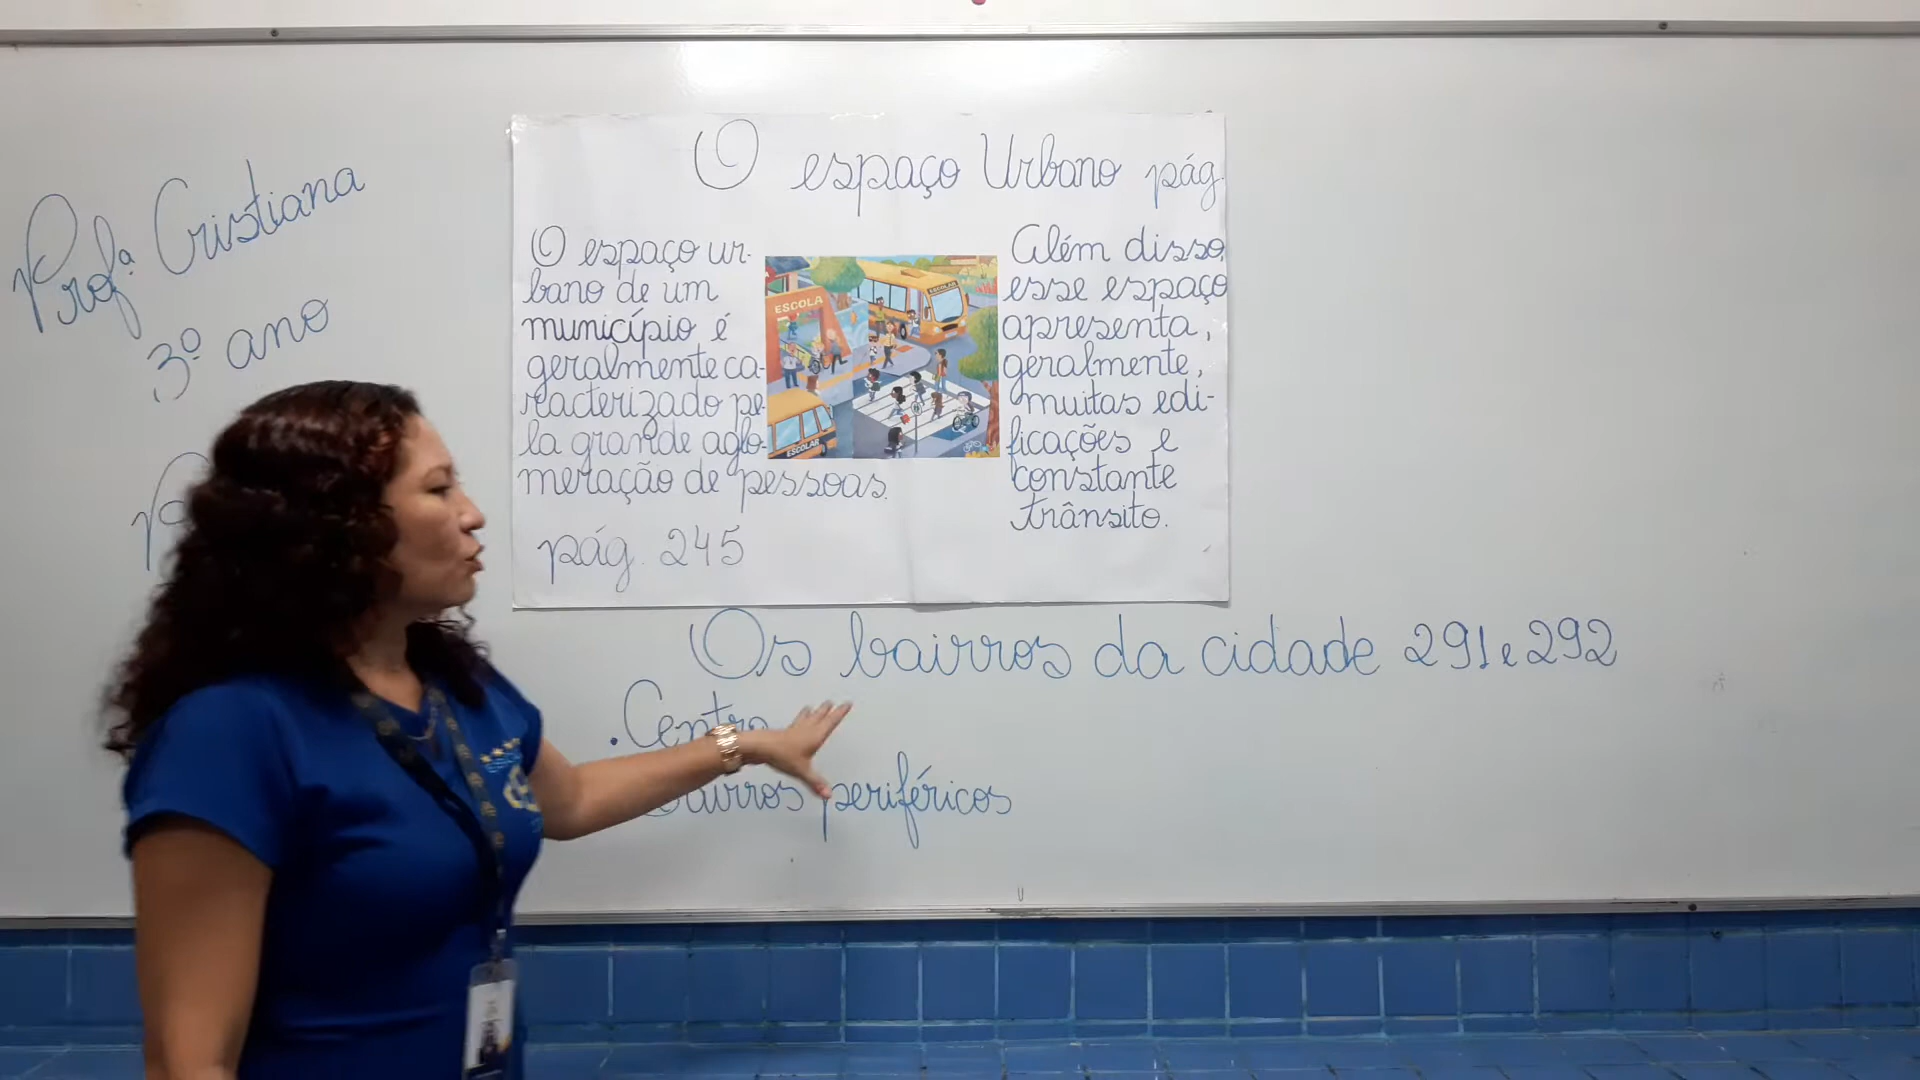 Profª. Cristiana
3º ano
O espaço Urbano pág
O espaço ur-
bano de um
município é
geralmente ca-
racterizado pe-
la grande aglo-
meração de pessoas.
pág. 245
ESCOLA
ESCOLAR
ESCOLAR
Além disso,
esse espaço
apresenta,
geralmente,
muitas edi-
ficações e
constante
trânsito.
Os bairros da cidade 291 e 292
. Centro
bairros periféricos